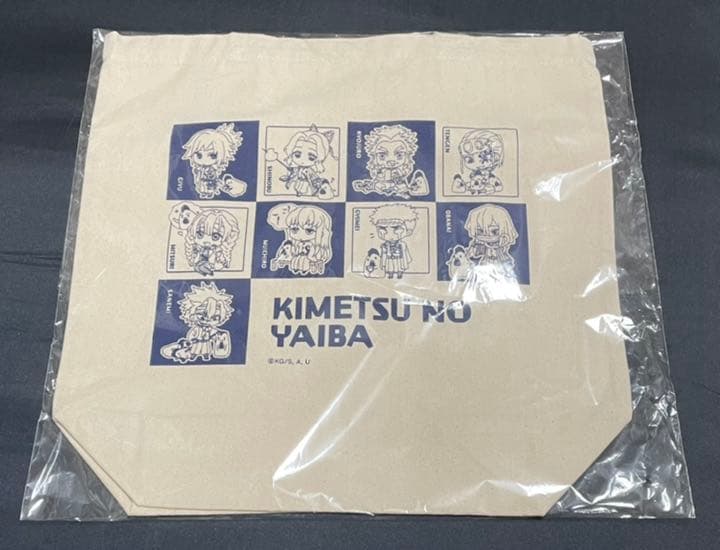 GIYU
SHINOBU
KYOJURO
TENGEN
MITSURI
MUICHIRO
GYOMEI
OBANAI
SANEMI
KIMETSU NO
YAIBA
©KG/S, A, U